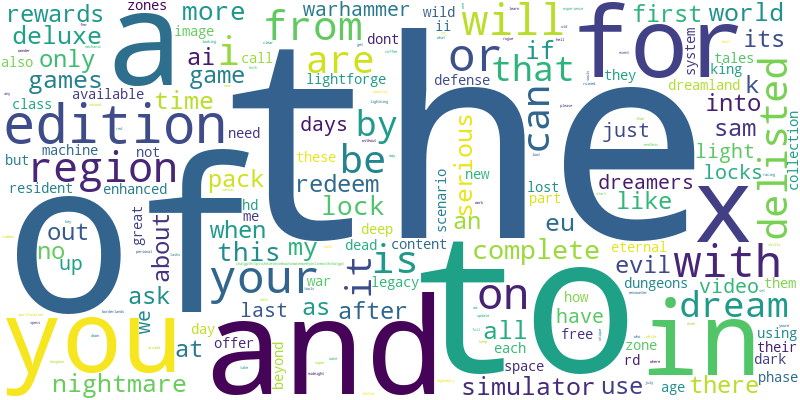 rewards
zones
more
from
warhammer
wild
ii
will
for
first
world
deluxe
a
i
image
call
dont
are
or
if
its
also
only
ai
lightforge
that
they
system
tales
king
games
game
defense
dreamland
k
class
available
time
the
can
into
edition
need
days
by
just
sam
x
delisted
collection
but
machine
not
these
be
serious
new
light
region
pack
redeem
dreamers
locks
resident
enhanced
hd
me
lock
scenario
an
lost
part
like
of
out
great
about
when
deep
eu
no
up
this
my
dead
content
is
complete
eternal
with
your
it
evil
dungeons
video
them
ask
we
war
legacy
on
to
how
have
free
in
dream
using
their
you
day
last
as
after
all
each
zone
rd
dark
at
and
offer
beyond
space
nightmare
simulator
use
age
there
phase